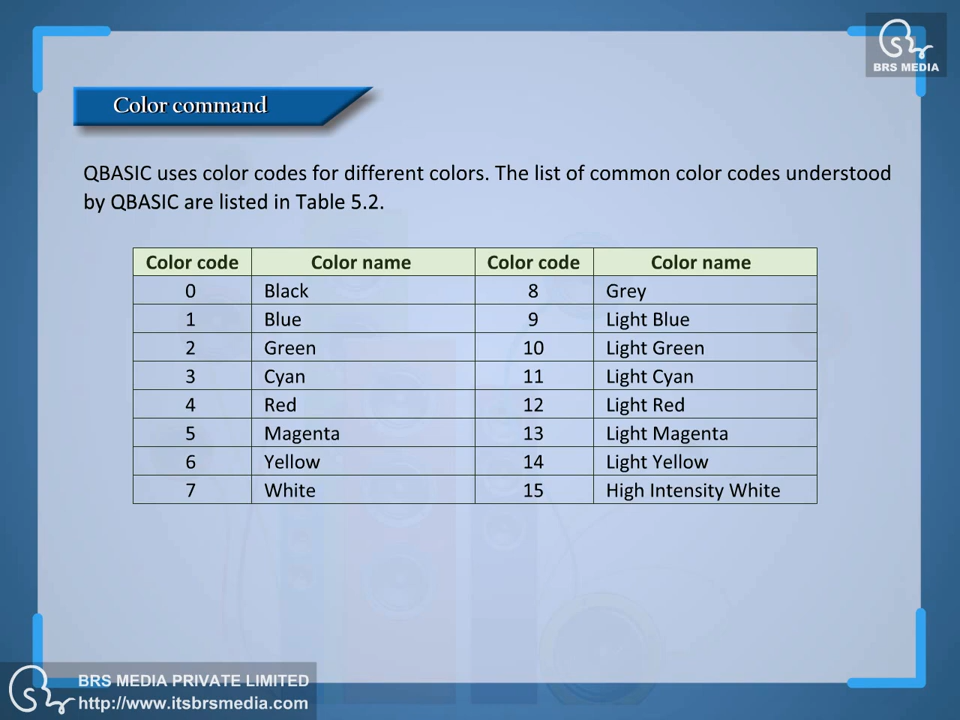 BRS MEDIA
Color command
QBASIC uses color codes for different colors. The list of common color codes understood
by QBASIC are listed in Table 5.2.
Color code Color name Color code Color name
0 Black 8 Grey
1 Blue 9 Light Blue
2 Green 10 Light Green
3 Cyan 11 Light Cyan
4 Red 12 Light Red
5 Magenta 13 Light Magenta
6 Yellow 14 Light Yellow
7 White 15 High Intensity White
BRS MEDIA PRIVATE LIMITED
http://www.itsbrsmedia.com